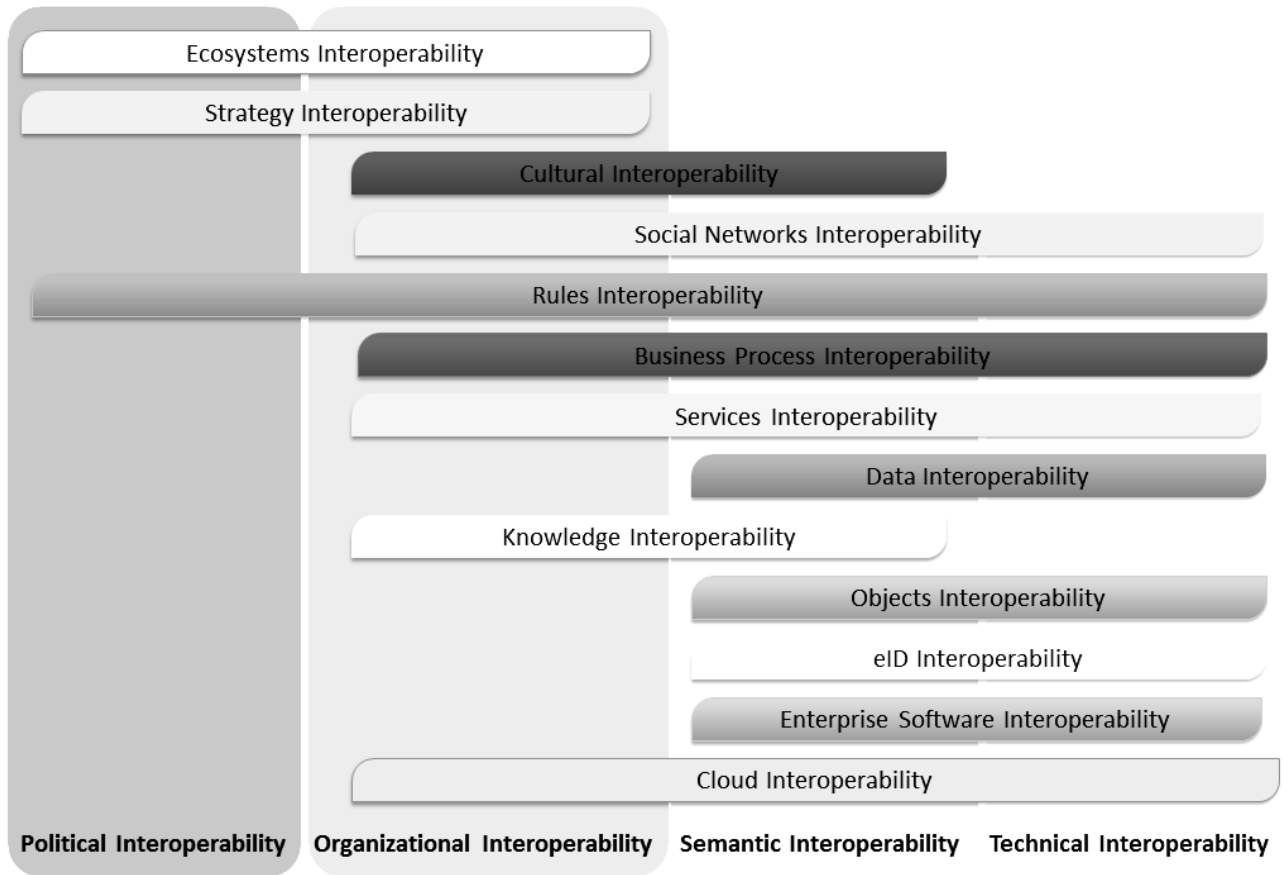 Ecosystems Interoperability
Strategy Interoperability
Cultural Interoperability
Social Networks Interoperability
Rules Interoperability
Business Process Interoperability
Services Interoperability
Data Interoperability
Knowledge Interoperability
Objects Interoperability
eID Interoperability
Enterprise Software Interoperability
Cloud Interoperability
Political Interoperability Organizational Interoperability Semantic Interoperability Technical Interoperability